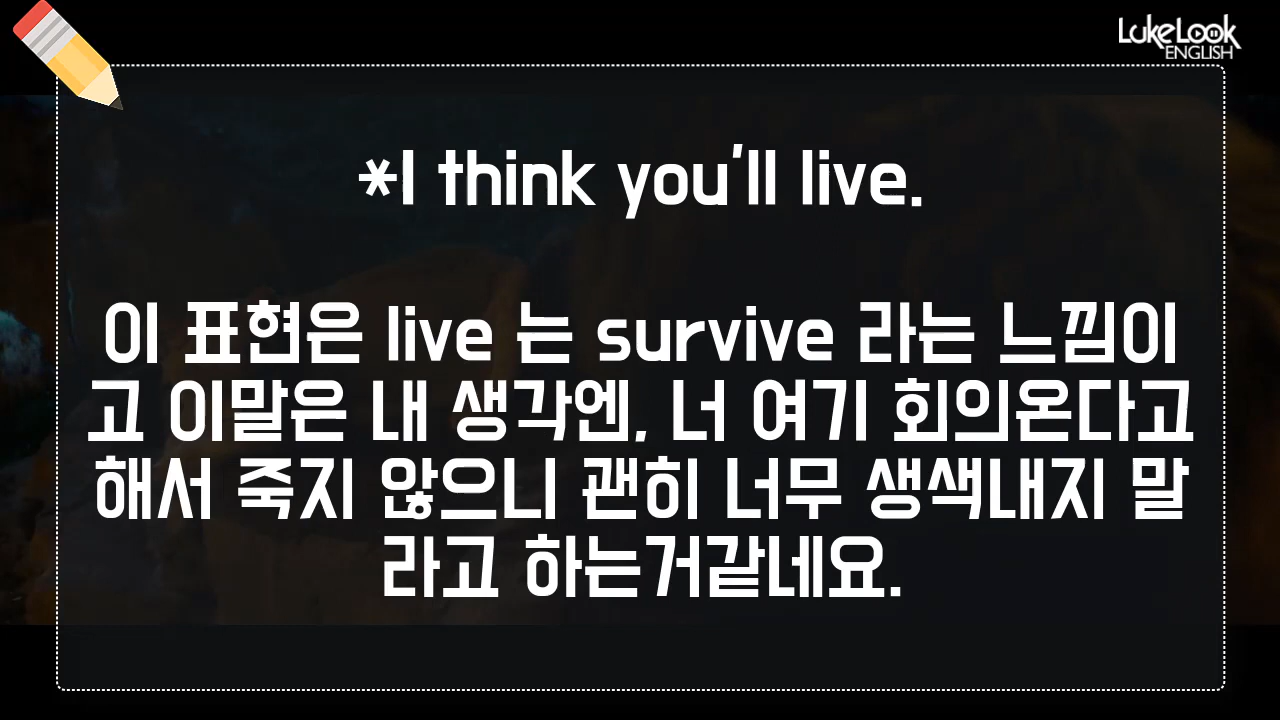 LukeLook
ENGLISH
*I think you'll live.
이 표현은 live 는 survive 라는 느낌이
고 이말은 내 생각엔, 너 여기 회의온다고
해서 죽지 않으니 괜히 너무 생색내지 말
라고 하는거같네요.